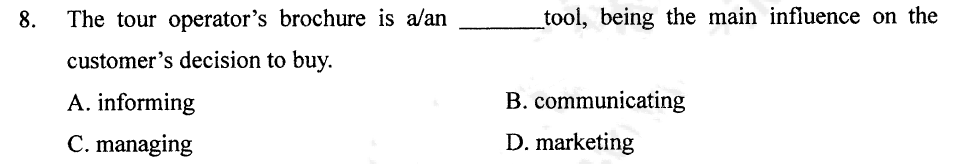 8. The tour operator's brochure is a/an _______tool, being the main influence on the
customer's decision to buy.
A. informing B. communicating
C. managing D. marketing